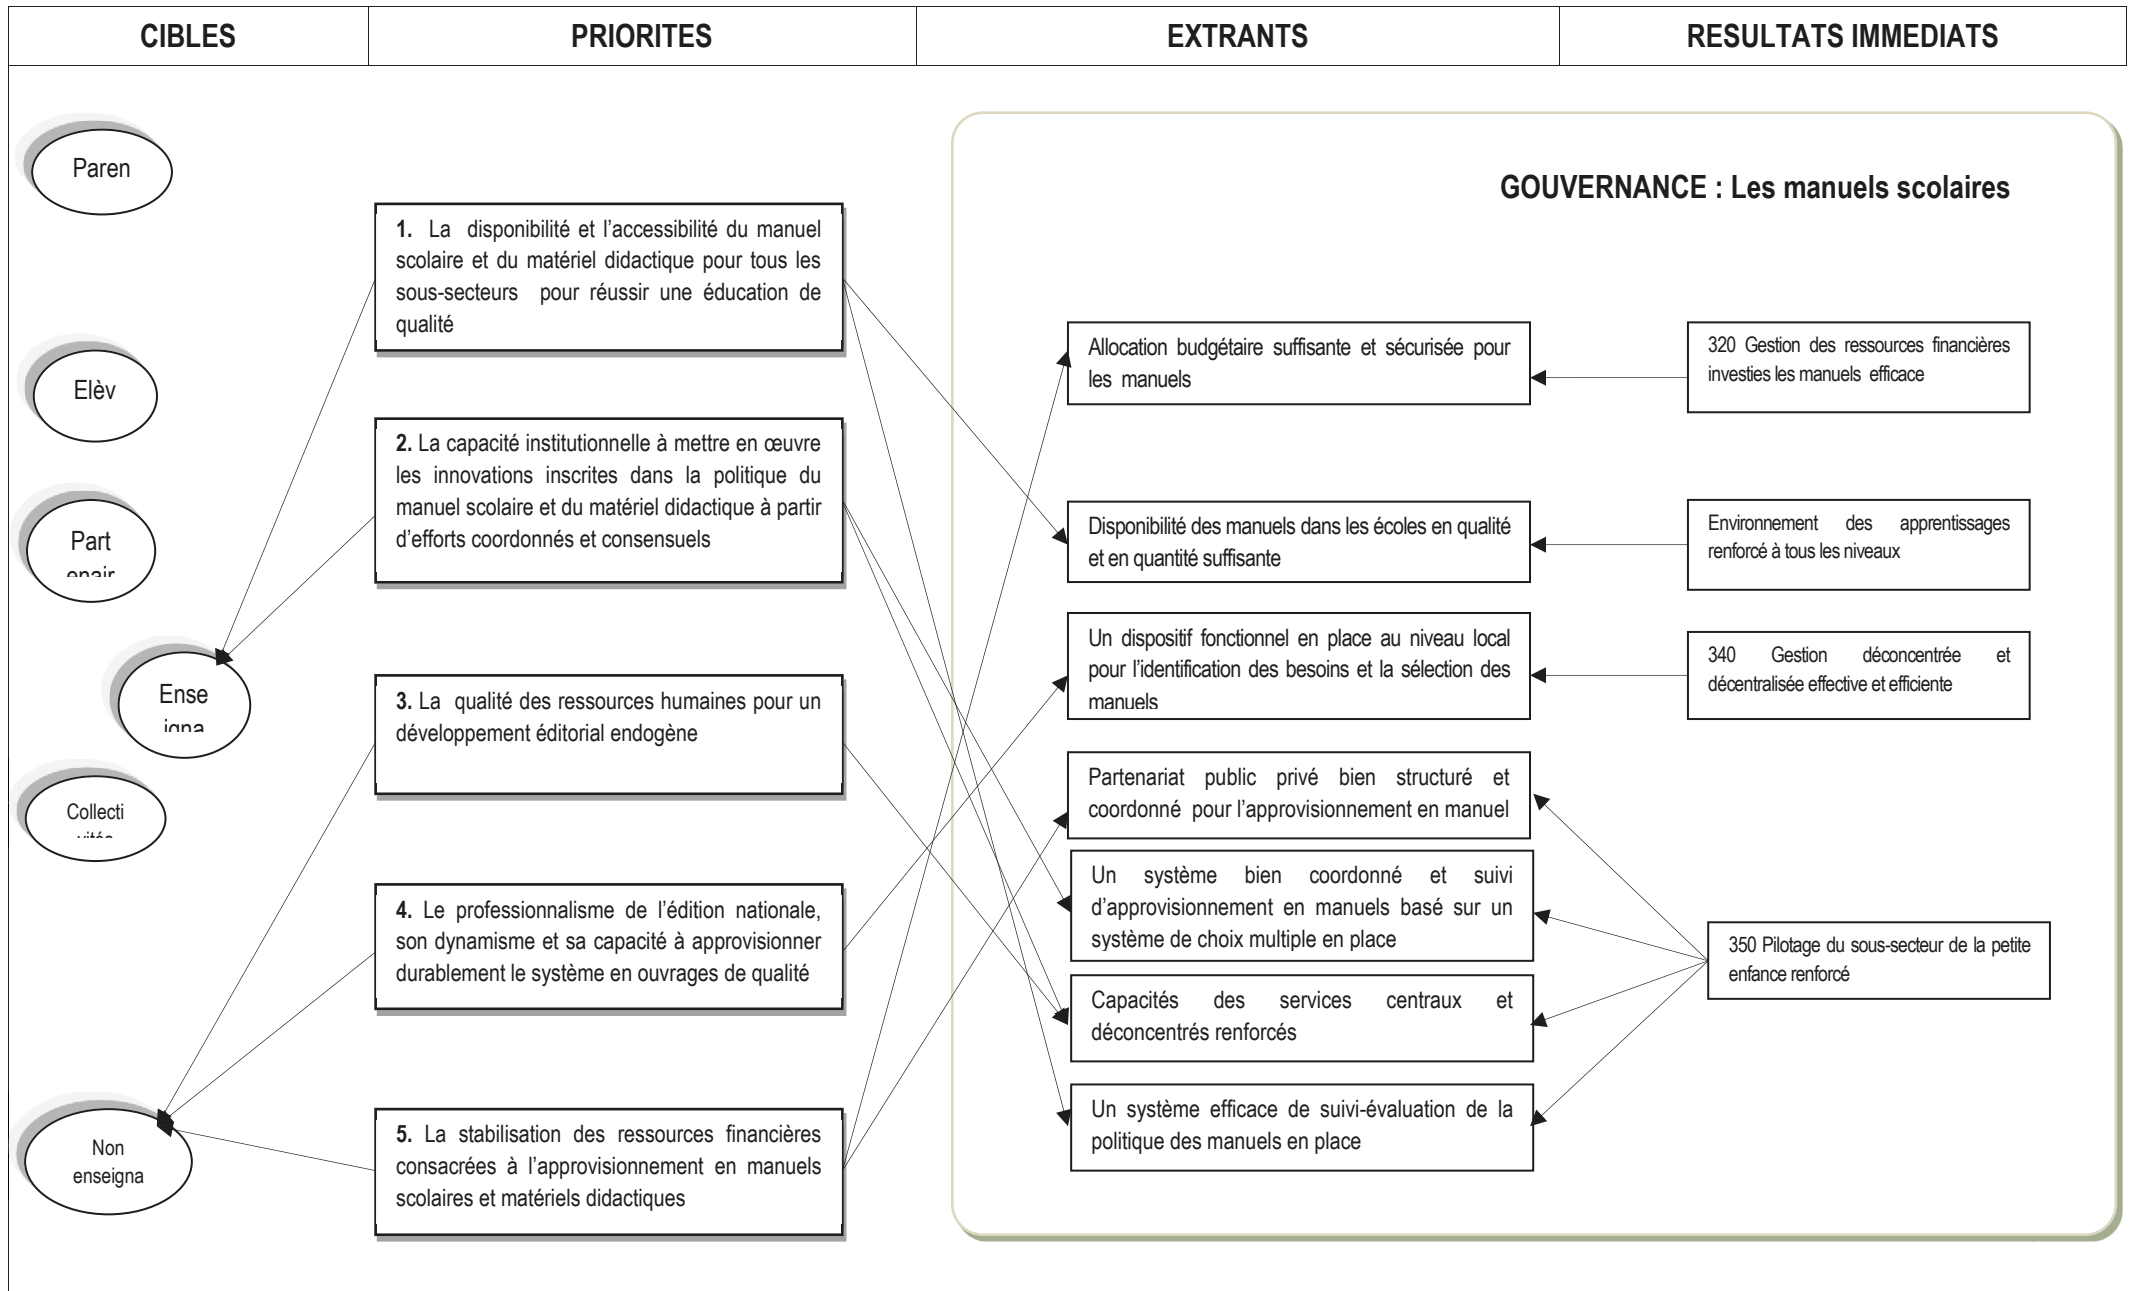 CIBLES
PRIORITES
EXTRANTS
RESULTATS IMMEDIATS
Paren
Elèv
Part
enair
Ense
igna
Collecti
vités
Non
enseigna
1. La disponibilité et l’accessibilité du manuel
scolaire et du matériel didactique pour tous les
sous-secteurs pour réussir une éducation de
qualité
2. La capacité institutionnelle à mettre en œuvre
les innovations inscrites dans la politique du
manuel scolaire et du matériel didactique à partir
d’efforts coordonnés et consensuels
3. La qualité des ressources humaines pour un
développement éditorial endogène
4. Le professionnalisme de l’édition nationale,
son dynamisme et sa capacité à approvisionner
durablement le système en ouvrages de qualité
5. La stabilisation des ressources financières
consacrées à l’approvisionnement en manuels
scolaires et matériels didactiques
GOUVERNANCE : Les manuels scolaires
Allocation budgétaire suffisante et sécurisée pour
les manuels
Disponibilité des manuels dans les écoles en qualité
et en quantité suffisante
Un dispositif fonctionnel en place au niveau local
pour l’identification des besoins et la sélection des
manuels
Partenariat public privé bien structuré et
coordonné pour l’approvisionnement en manuel
Un système bien coordonné et suivi
d’approvisionnement en manuels basé sur un
système de choix multiple en place
Capacités des services centraux et
déconcentrés renforcés
Un système efficace de suivi-évaluation de la
politique des manuels en place
320 Gestion des ressources financières
investies les manuels efficace
Environnement des apprentissages
renforcé à tous les niveaux
340 Gestion déconcentrée et
décentralisée effective et efficiente
350 Pilotage du sous-secteur de la petite
enfance renforcé